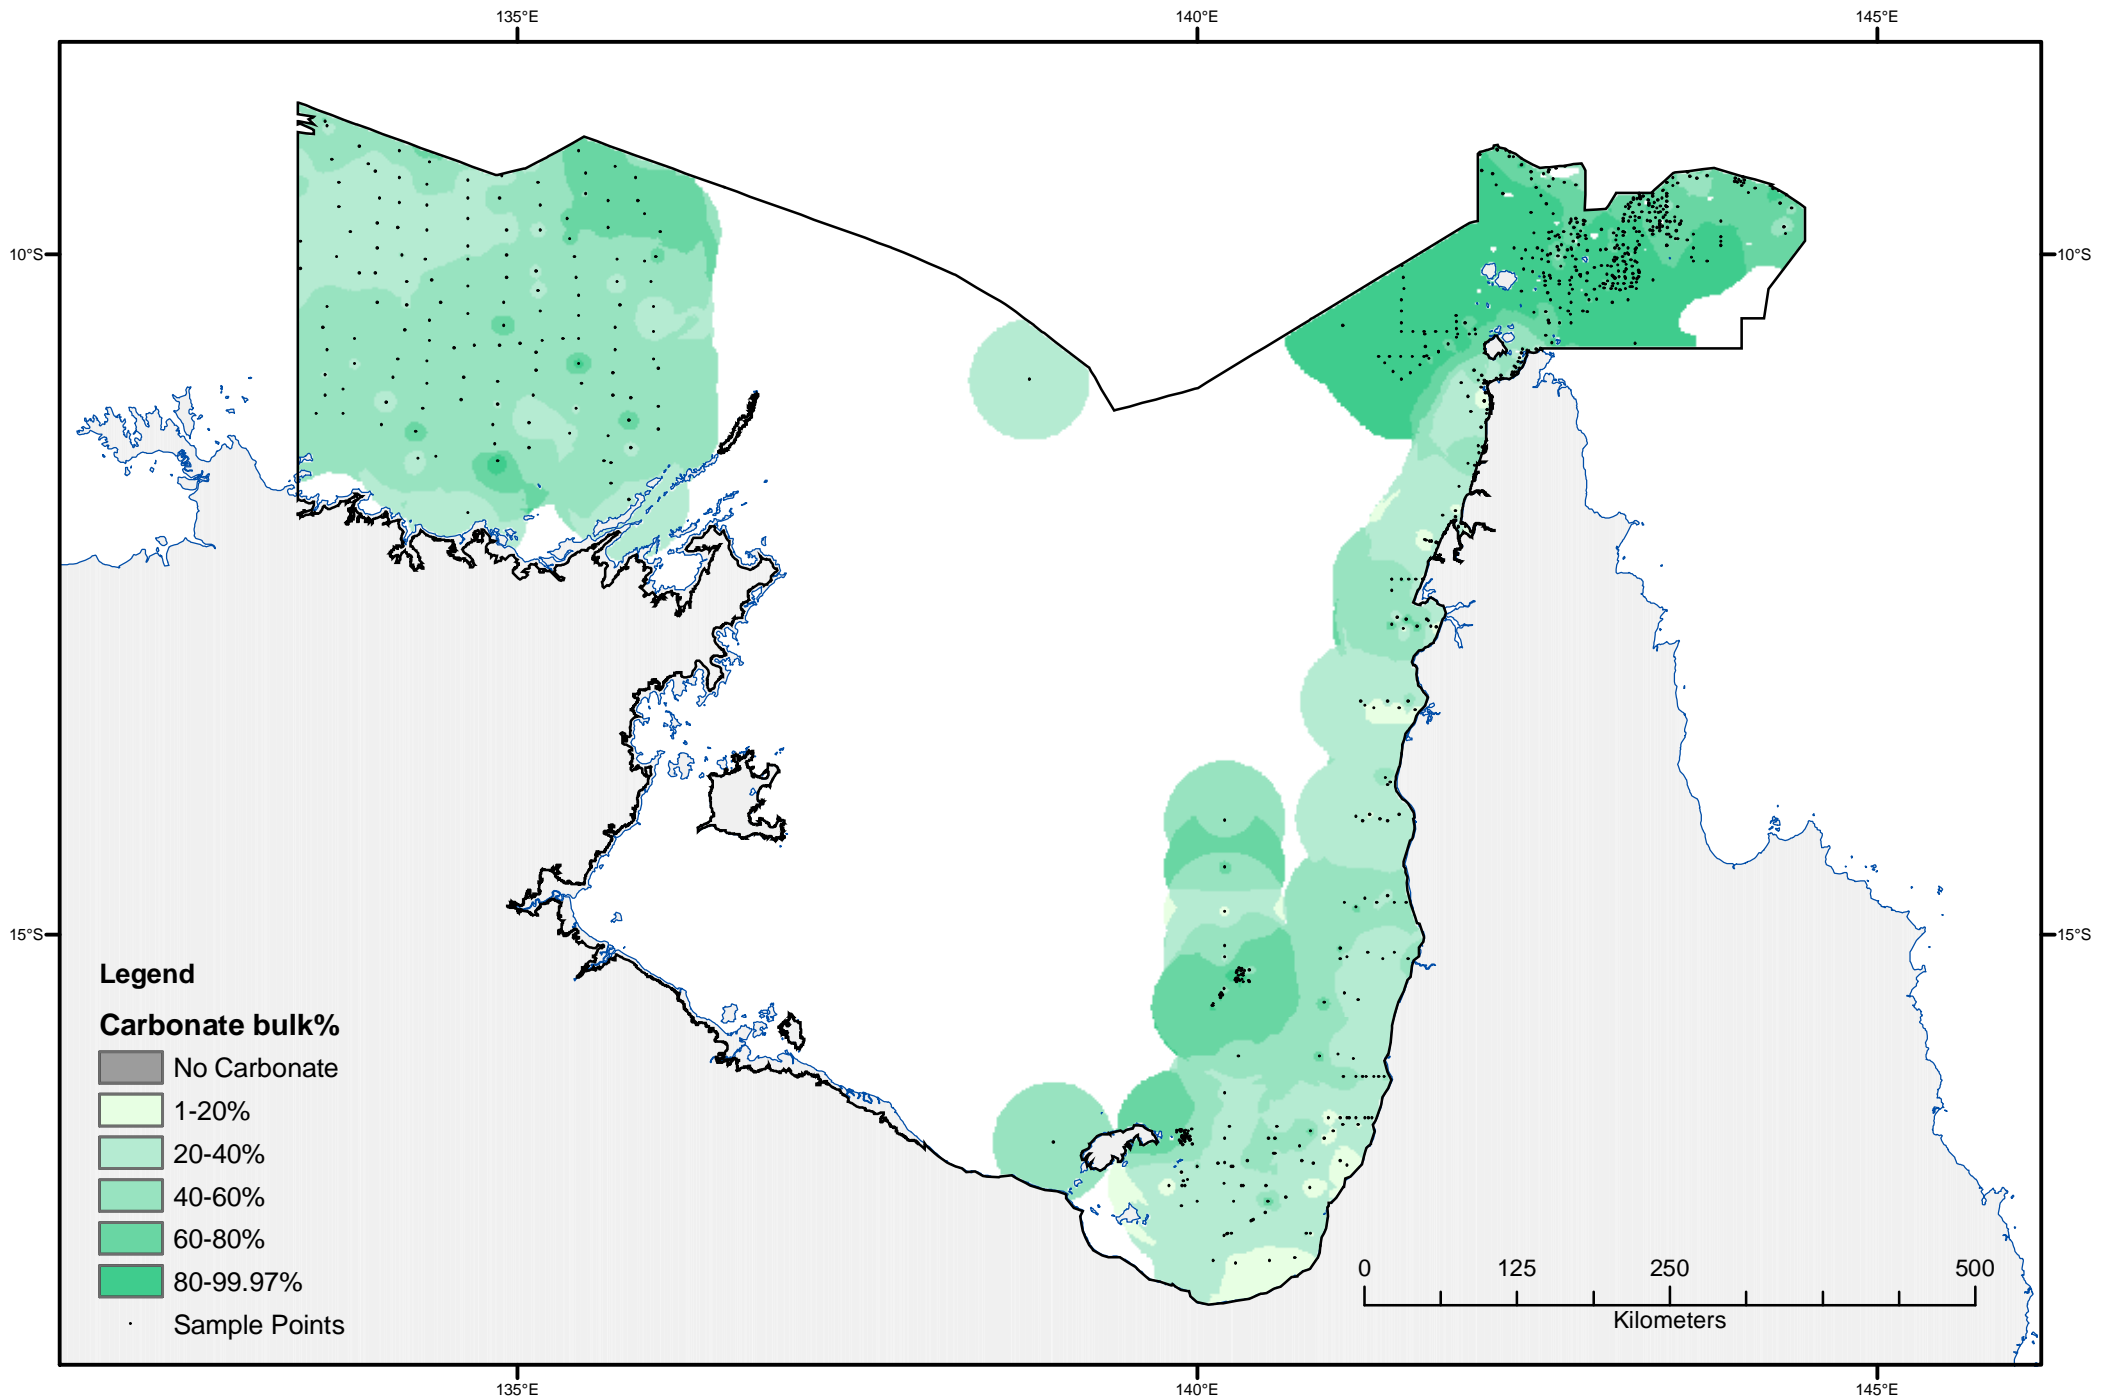 135°E 140°E 145°E
10°S 10°S
15°S 15°S
Legend
Carbonate bulk%
No Carbonate
1-20%
20-40%
40-60%
60-80%
80-99.97%
Sample Points
0 125 250 500
Kilometers
135°E 140°E 145°E